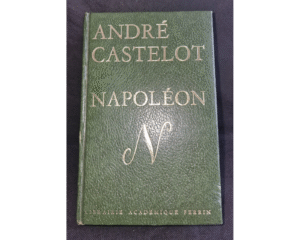 ANDRÉ
CASTELOT
NAPOLÉON
N
LIBRAIRIE ACADÉMIQUE PERRIN